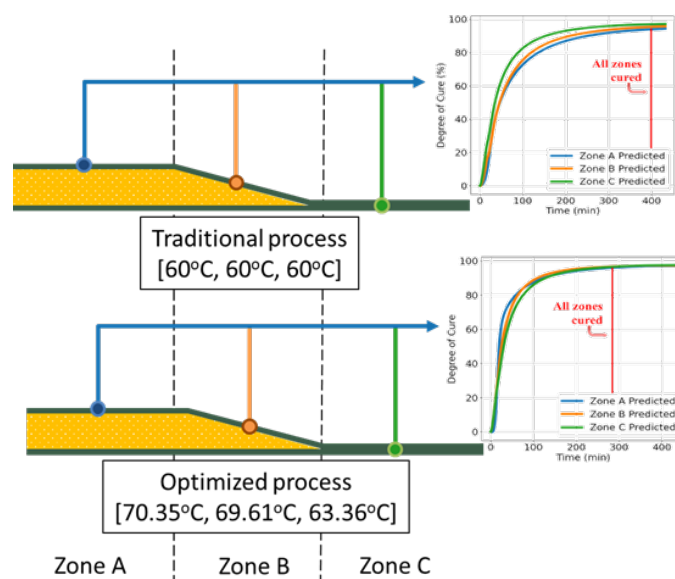 100
80
60
40
20
0
Degree of Cure (%)
All zones
cured
Zone A Predicted
Zone B Predicted
Zone C Predicted
0 100 200 300 400
Time (min)
Traditional process
[60°C, 60°C, 60°C]
100
80
60
40
20
0
Degree of Cure
All zones
cured
Zone A Predicted
Zone B Predicted
Zone C Predicted
0 100 200 300 400
Time (min)
Optimized process
[70.35°C, 69.61°C, 63.36°C]
Zone A Zone B Zone C